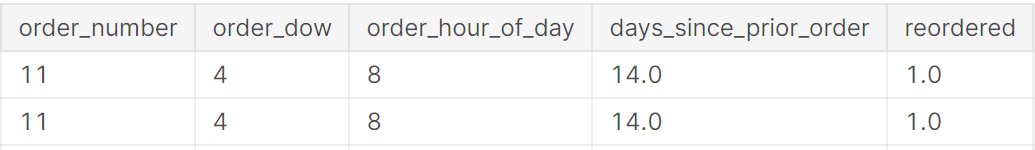 order_number order_dow order_hour_of_day days_since_prior_order reordered
11 4 8 14.0 1.0
11 4 8 14.0 1.0